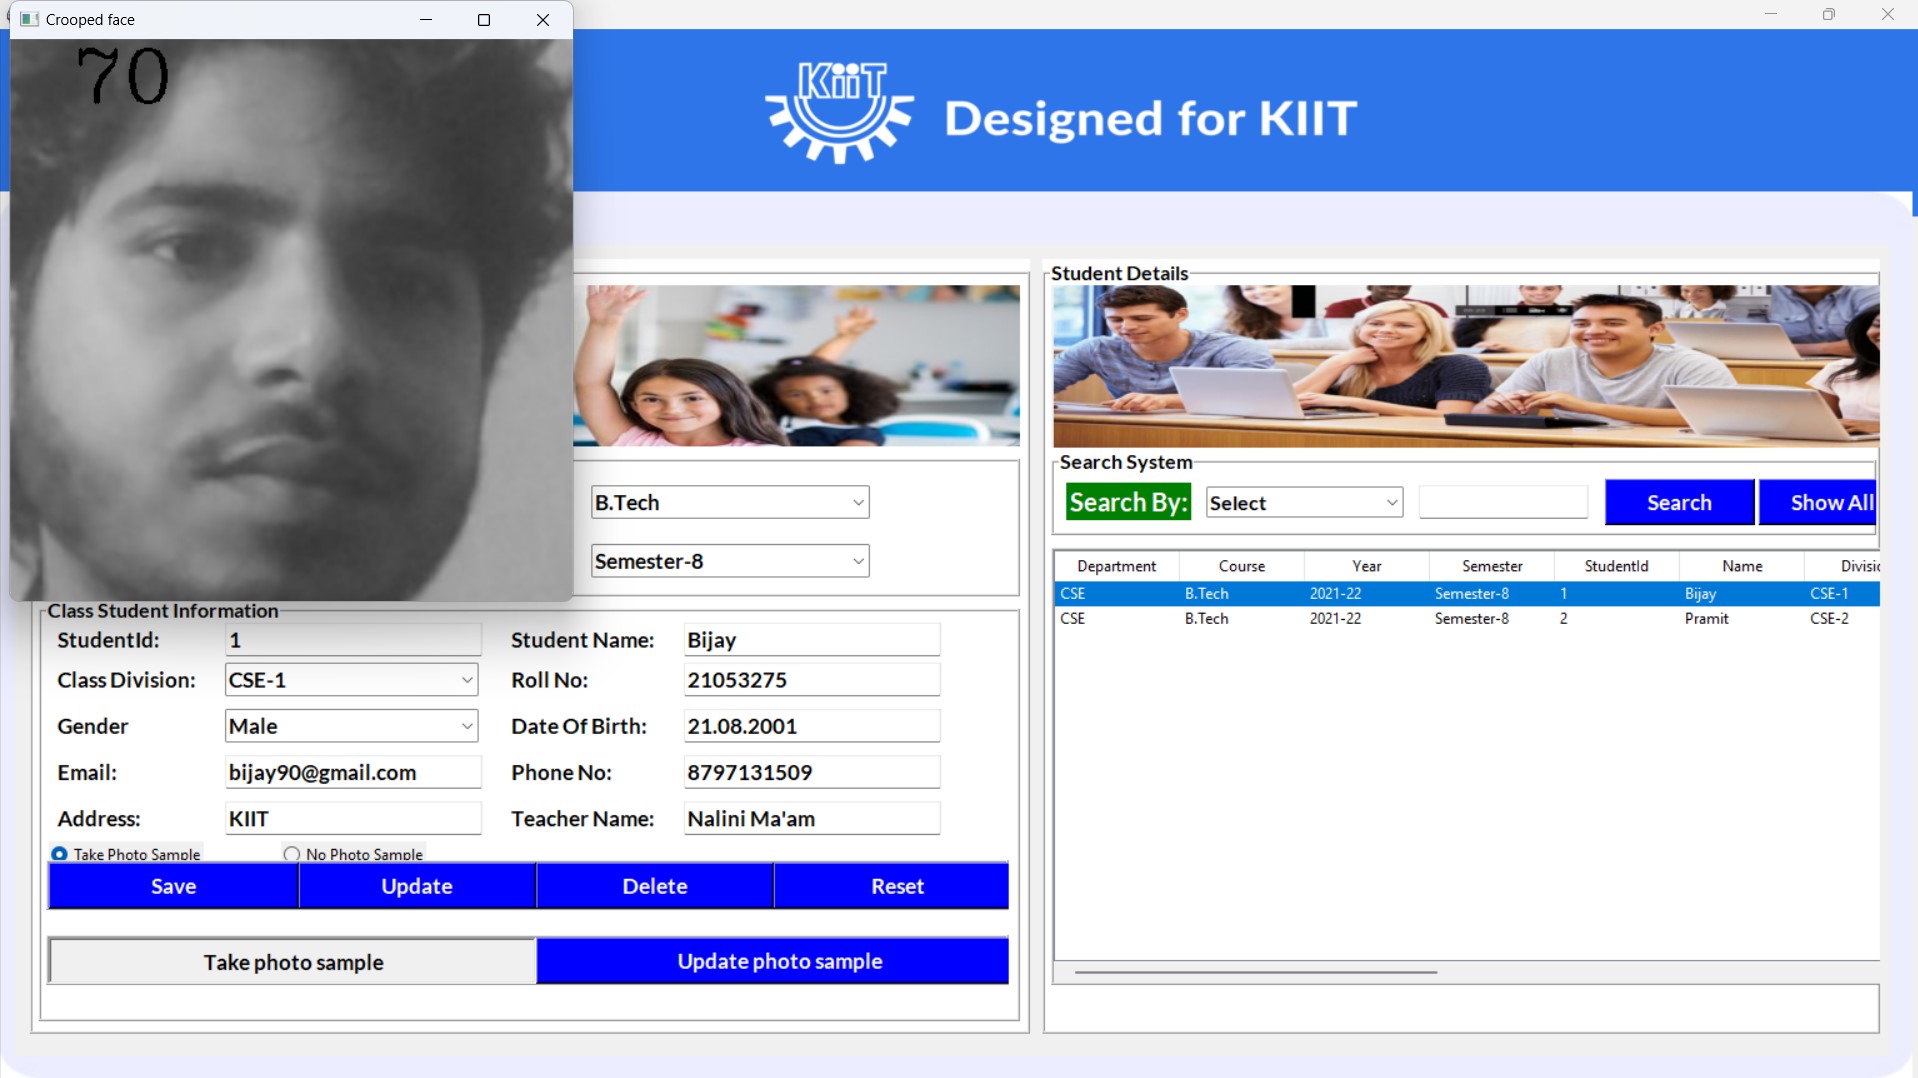 Crooped face
70
KiiT
Designed for KIIT
B.Tech
Semester-8
Class Student Information
StudentId: 1 Student Name: Bijay
Class Division: CSE-1 Roll No: 21053275
Gender Male Date Of Birth: 21.08.2001
Email: bijay90@gmail.com Phone No: 8797131509
Address: KIIT Teacher Name: Nalini Ma'am
Take Photo Sample No Photo Sample
Save Update Delete Reset
Take photo sample Update photo sample
Student Details
Search System
Search By: Select Search Show All
Department Course Year Semester StudentId Name Divisio
CSE B.Tech 2021-22 Semester-8 1 Bijay CSE-1
CSE B.Tech 2021-22 Semester-8 2 Pramit CSE-2